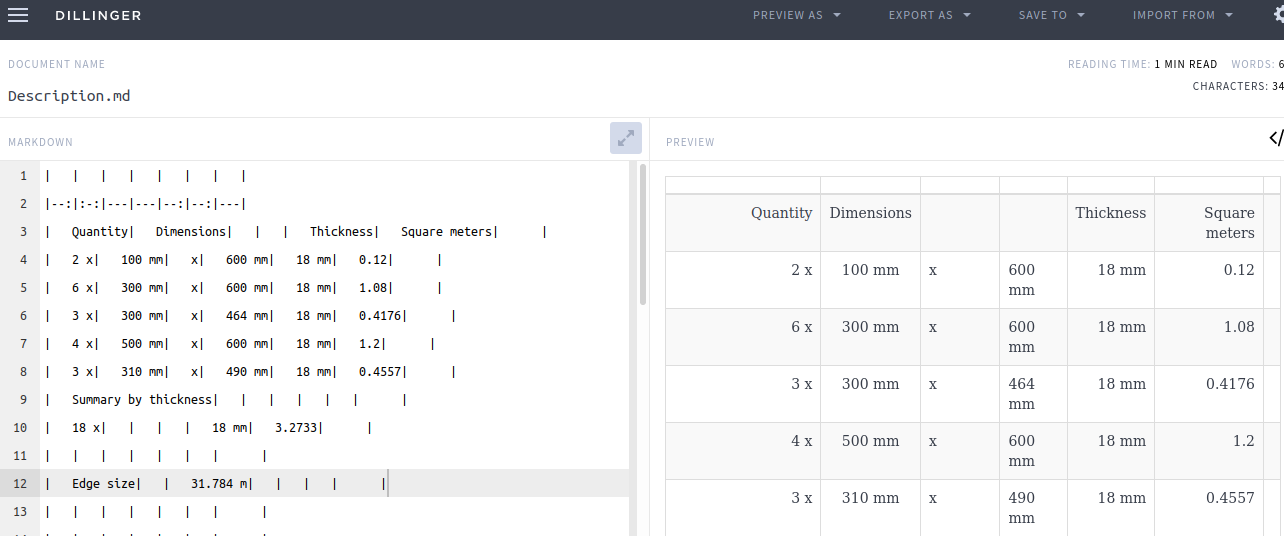 DILLINGER
PREVIEW AS EXPORT AS SAVE TO IMPORT FROM
DOCUMENT NAME
READING TIME: 1 MIN READ WORDS: 6
CHARACTERS: 34
Description.md
MARKDOWN
PREVIEW
1 | | | | | | | |
2 |--:|:-:|---|---|--:|--:|---|
3 | Quantity| Dimensions| | | Thickness| Square meters| |
4 | 2 x| 100 mm| x| 600 mm| 18 mm| 0.12| |
5 | 6 x| 300 mm| x| 600 mm| 18 mm| 1.08| |
6 | 3 x| 300 mm| x| 464 mm| 18 mm| 0.4176| |
7 | 4 x| 500 mm| x| 600 mm| 18 mm| 1.2| |
8 | 3 x| 310 mm| x| 490 mm| 18 mm| 0.4557| |
9 | Summary by thickness| | | | | | |
10 | 18 x| | | | 18 mm| 3.2733| |
11 | | | | | | | |
12 | Edge size| | 31.784 m| | | | |
13 | | | | | | | |
Quantity Dimensions Thickness Square
meters
2 x 100 mm x 600 18 mm 0.12
mm
6 x 300 mm x 600 18 mm 1.08
mm
3 x 300 mm x 464 18 mm 0.4176
mm
4 x 500 mm x 600 18 mm 1.2
mm
3 x 310 mm x 490 18 mm 0.4557
mm